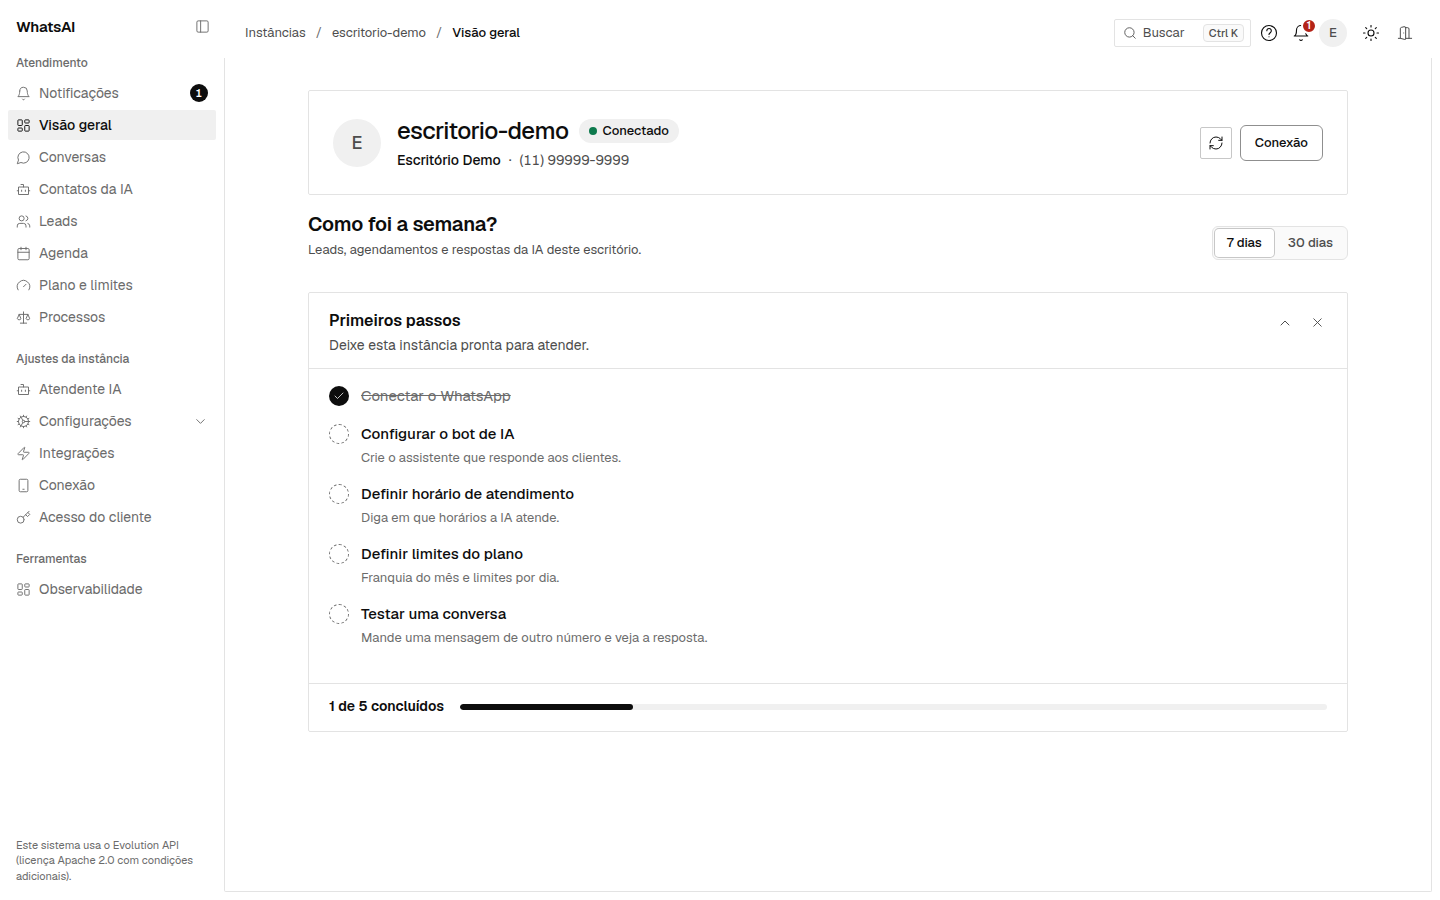 WhatsAI
Atendimento
Notificações 1
Visão geral
Conversas
Contatos da IA
Leads
Agenda
Plano e limites
Processos
Ajustes da instância
Atendente IA
Configurações
Integrações
Conexão
Acesso do cliente
Ferramentas
Observabilidade
Este sistema usa o Evolution API
(licença Apache 2.0 com condições
adicionais).
Instâncias / escritorio-demo / Visão geral
Buscar Ctrl K 1 E
E
escritorio-demo Conectado
Escritório Demo · (11) 99999-9999
Conexão
Como foi a semana?
Leads, agendamentos e respostas da IA deste escritório.
7 dias 30 dias
Primeiros passos
Deixe esta instância pronta para atender.
Conectar o WhatsApp
Configurar o bot de IA
Crie o assistente que responde aos clientes.
Definir horário de atendimento
Diga em que horários a IA atende.
Definir limites do plano
Franquia do mês e limites por dia.
Testar uma conversa
Mande uma mensagem de outro número e veja a resposta.
1 de 5 concluídos